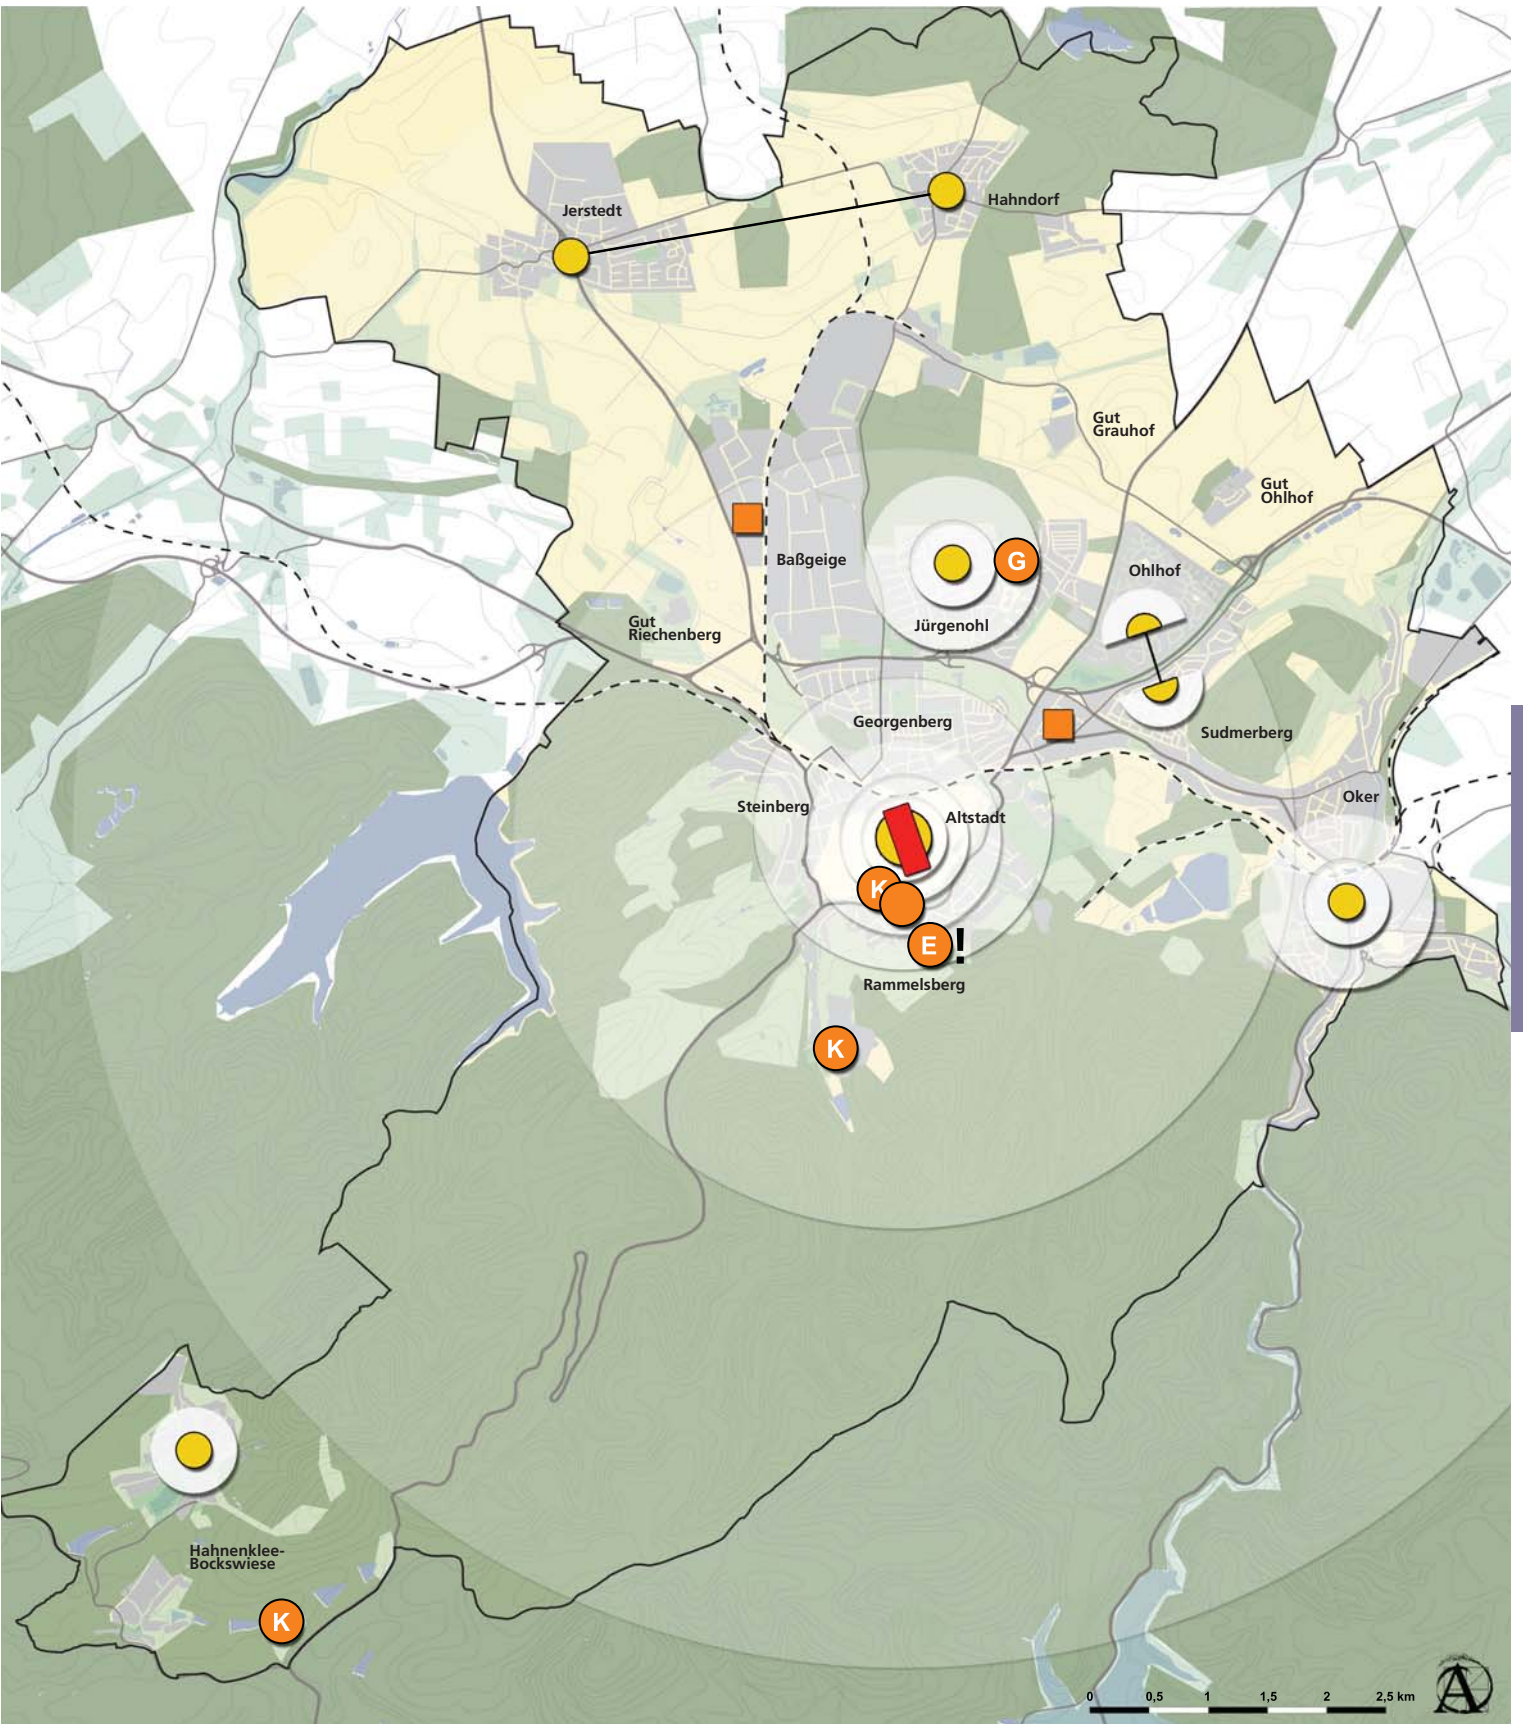 Jerstedt
Hahndorf
Gut
Grauhof
Gut
Ohlhof
Baßgeige
G
Ohlhof
Gut
Riechenberg
Jürgenohl
Georgenberg
Sudmerberg
Steinberg
Altstadt
Oker
K
E !
Rammelsberg
K
Hahnenklee-
Bockswiese
K
0 0,5 1 1,5 2 2,5 km
A